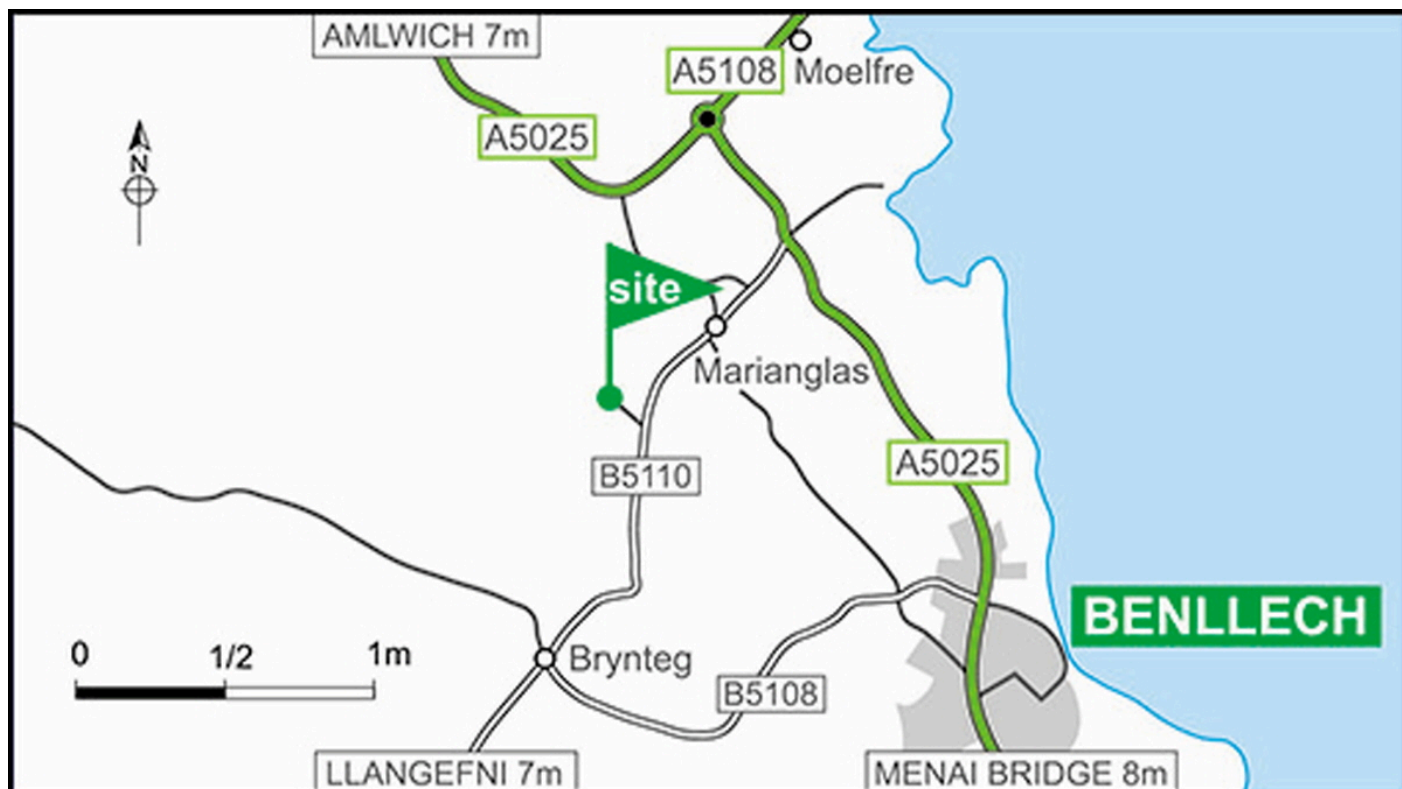 AMLWICH 7m
A5108
Moelfre
A5025
N
site
Marianglas
A5025
B5110
BENLLECH
0 1/2 1m
Brynteg
B5108
LLANGEFNI 7m
MENAI BRIDGE 8m